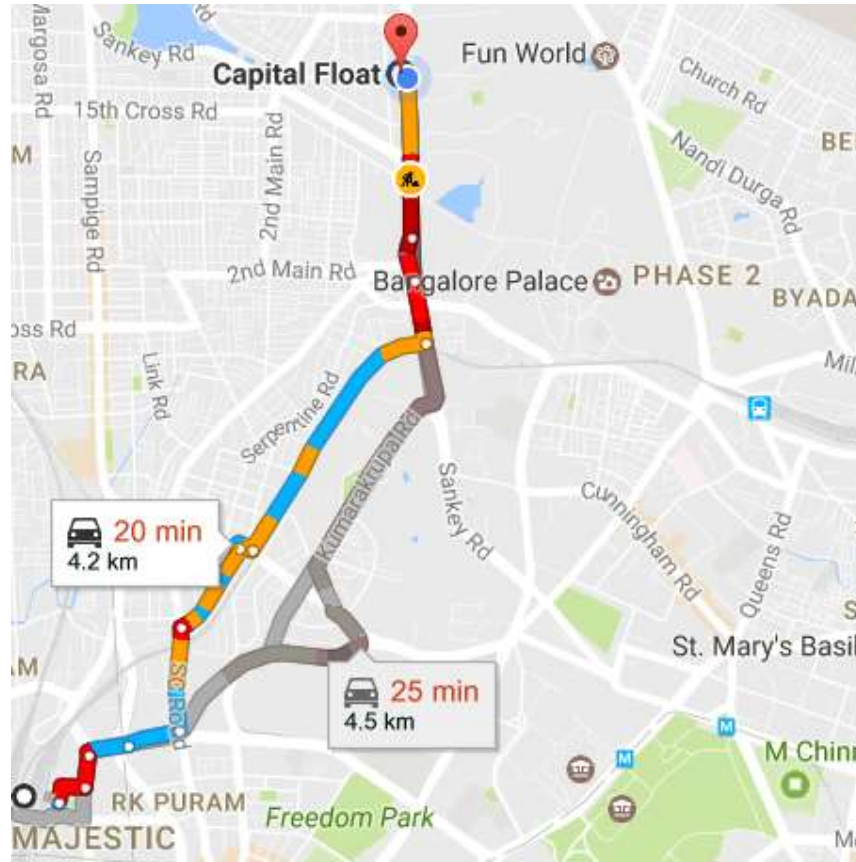 Margosa Rd
Sankey Rd
Capital Float
Fun World
Church Rd
15th Cross Rd
M
BE
Nandi Durga Rd
Sampige Rd
2nd Main Rd
2nd Main Rd
Bangalore Palace
PHASE 2
BYADA
oss Rd
RA
Link Rd
Mil
Serpentine Rd
Kumarakrupa Rd
Sankey Rd
Cunningham Rd
Queens Rd
20 min
4.2 km
S
St. Mary's Basil
AM
25 min
4.5 km
M
M
M Chinn
RK PURAM
Freedom Park
MAJESTIC
M